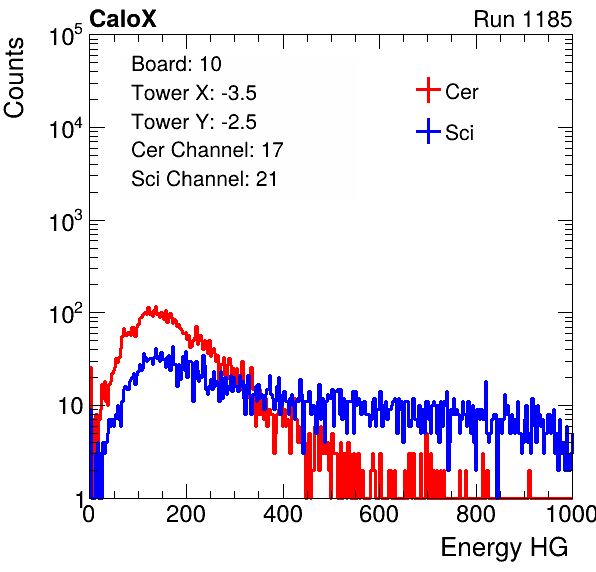 CaloX Run 1185
Counts
10^5
10^4
10^3
10^2
10
1
Board: 10
Tower X: -3.5
Tower Y: -2.5
Cer Channel: 17
Sci Channel: 21
Cer
Sci
0 200 400 600 800 1000
Energy HG